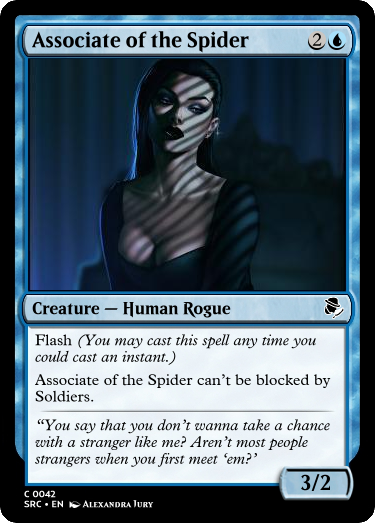 Associate of the Spider 2
Creature — Human Rogue
Flash (You may cast this spell any time you
could cast an instant.)
Associate of the Spider can't be blocked by
Soldiers.
“You say that you don't wanna take a chance
with a stranger like me? Aren't most people
strangers when you first meet ‘em?’
3/2
C 0042
SRC • EN Alexandra Jury